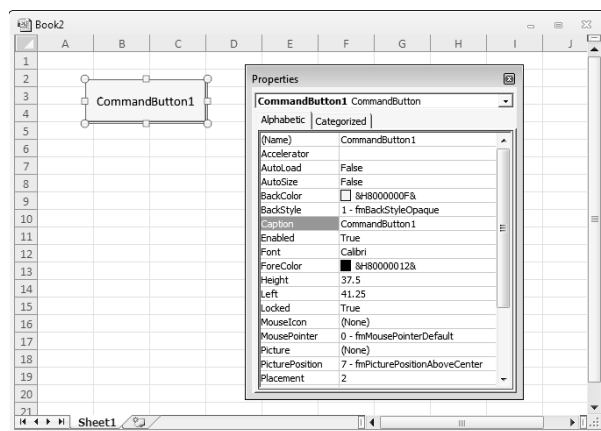 Book2
A B C D E F G H I J
1
2
3
4
5
6
7
8
9
10
11
12
13
14
15
16
17
18
19
20
21
CommandButton1
Properties
CommandButton1 CommandButton
Alphabetic Categorized
(Name) CommandButton1
Accelerator
AutoLoad False
AutoSize False
BackColor &H8000000F&
BackStyle 1 - fmBackStyleOpaque
Caption CommandButton1
Enabled True
Font Calibri
ForeColor &H80000012&
Height 37.5
Left 41.25
Locked True
MouseIcon (None)
MousePointer 0 - fmMousePointerDefault
Picture (None)
PicturePosition 7 - fmPicturePositionAboveCenter
Placement 2
Sheet1